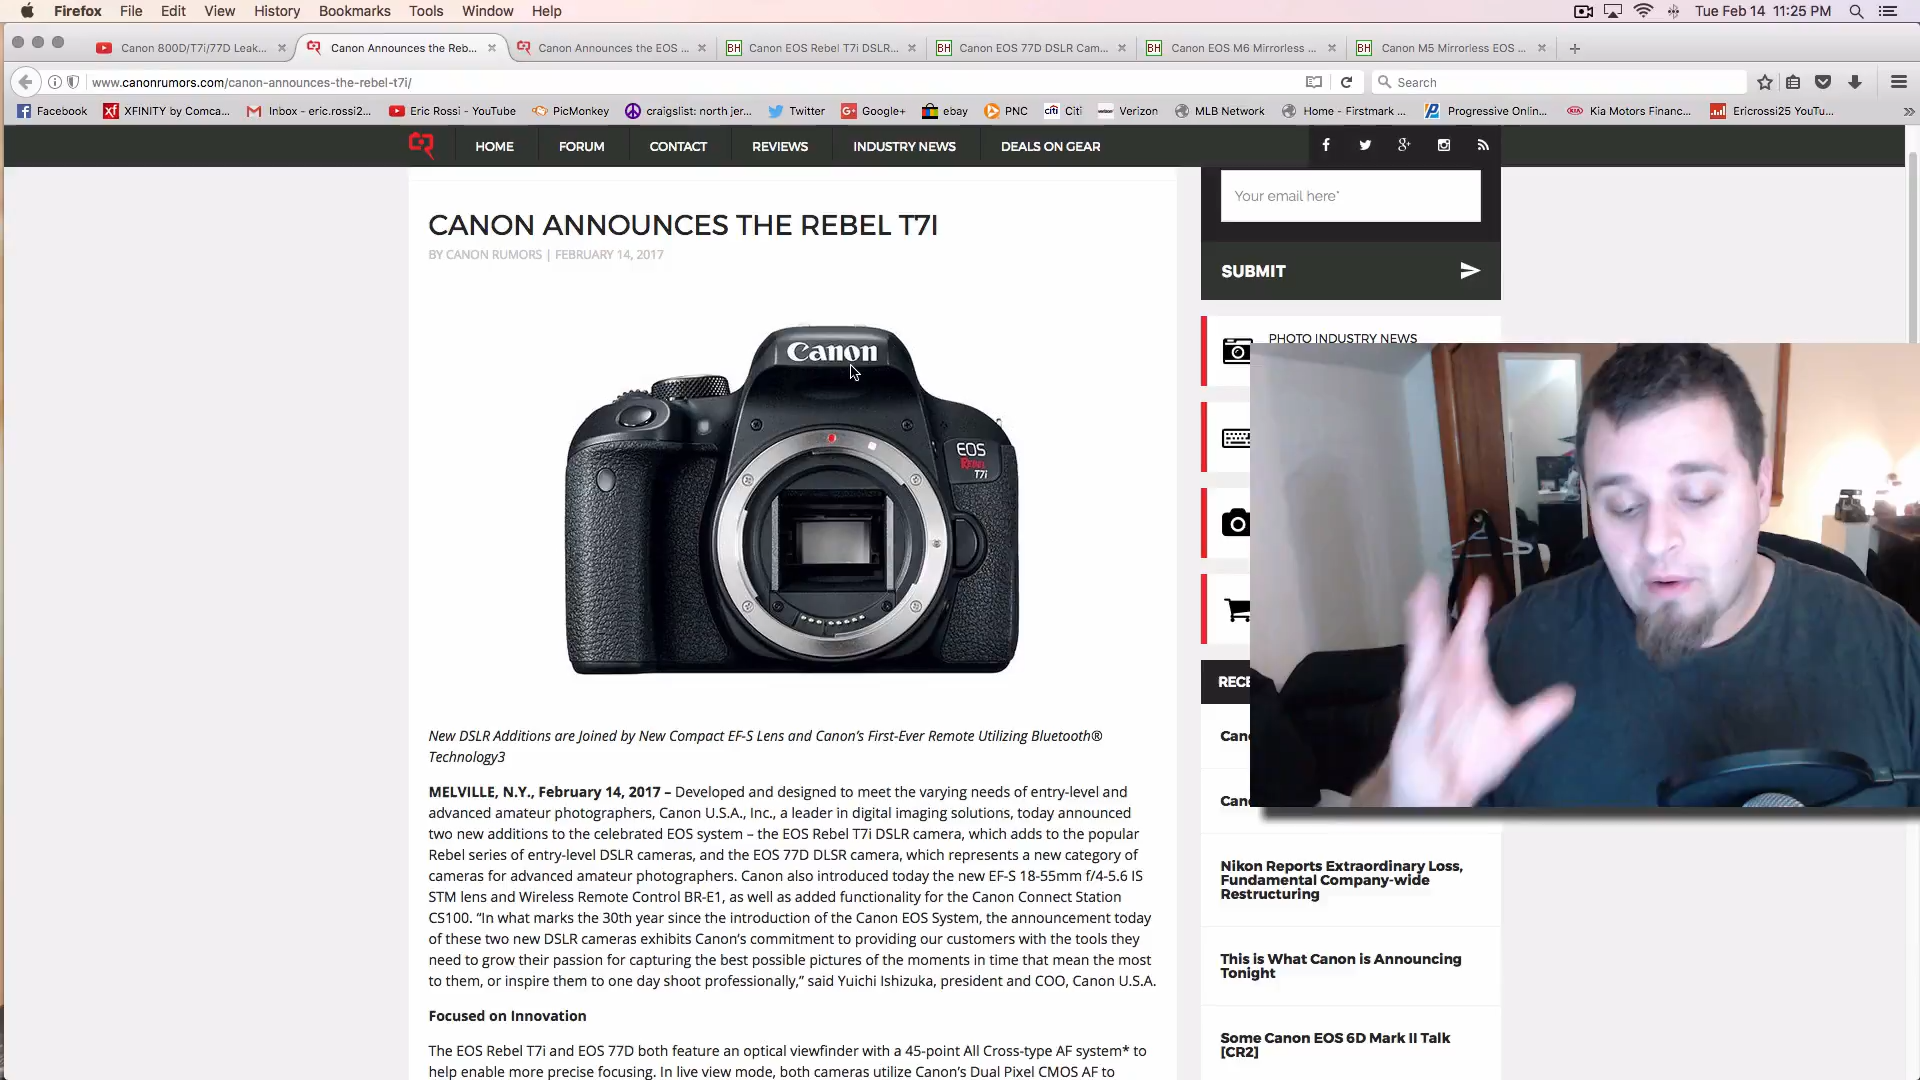 Firefox File Edit View History Bookmarks Tools Window Help Tue Feb 14 11:25 PM
Canon 800D/T7i/77D Leak... Canon Announces the Reb... Canon Announces the EOS ... BH Canon EOS Rebel T7i DSLR... BH Canon EOS 77D DSLR Cam... BH Canon EOS M6 Mirrorless ... BH Canon M5 Mirrorless EOS ...
www.canonrumors.com/canon-announces-the-rebel-t7i/ Search
Facebook XFINITY by Comca... Inbox - eric.rossi2... Eric Rossi - YouTube PicMonkey craigslist: north jer... Twitter Google+ ebay PNC citi Citi Verizon MLB Network Home - Firstmark ... Progressive Onlin... Kia Motors Financ... Ericrossi25 YouTu...
HOME FORUM CONTACT REVIEWS INDUSTRY NEWS DEALS ON GEAR
Your email here*
CANON ANNOUNCES THE REBEL T7I
BY CANON RUMORS | FEBRUARY 14, 2017
SUBMIT
PHOTO INDUSTRY NEWS
Canon
EOS
REBEL
T7i
RECE
New DSLR Additions are Joined by New Compact EF-S Lens and Canon's First-Ever Remote Utilizing Bluetooth®
Technology3
MELVILLE, N.Y., February 14, 2017 – Developed and designed to meet the varying needs of entry-level and
advanced amateur photographers, Canon U.S.A., Inc., a leader in digital imaging solutions, today announced
two new additions to the celebrated EOS system – the EOS Rebel T7i DSLR camera, which adds to the popular
Rebel series of entry-level DSLR cameras, and the EOS 77D DLSR camera, which represents a new category of
cameras for advanced amateur photographers. Canon also introduced today the new EF-S 18-55mm f/4-5.6 IS
STM lens and Wireless Remote Control BR-E1, as well as added functionality for the Canon Connect Station
CS100. “In what marks the 30th year since the introduction of the Canon EOS System, the announcement today
of these two new DSLR cameras exhibits Canon’s commitment to providing our customers with the tools they
need to grow their passion for capturing the best possible pictures of the moments in time that mean the most
to them, or inspire them to one day shoot professionally,” said Yuichi Ishizuka, president and COO, Canon U.S.A.
Focused on Innovation
The EOS Rebel T7i and EOS 77D both feature an optical viewfinder with a 45-point All Cross-type AF system* to
help enable more precise focusing. In live view mode, both cameras utilize Canon’s Dual Pixel CMOS AF to
Nikon Reports Extraordinary Loss,
Fundamental Company-wide
Restructuring
This is What Canon is Announcing
Tonight
Some Canon EOS 6D Mark II Talk
[CR2]